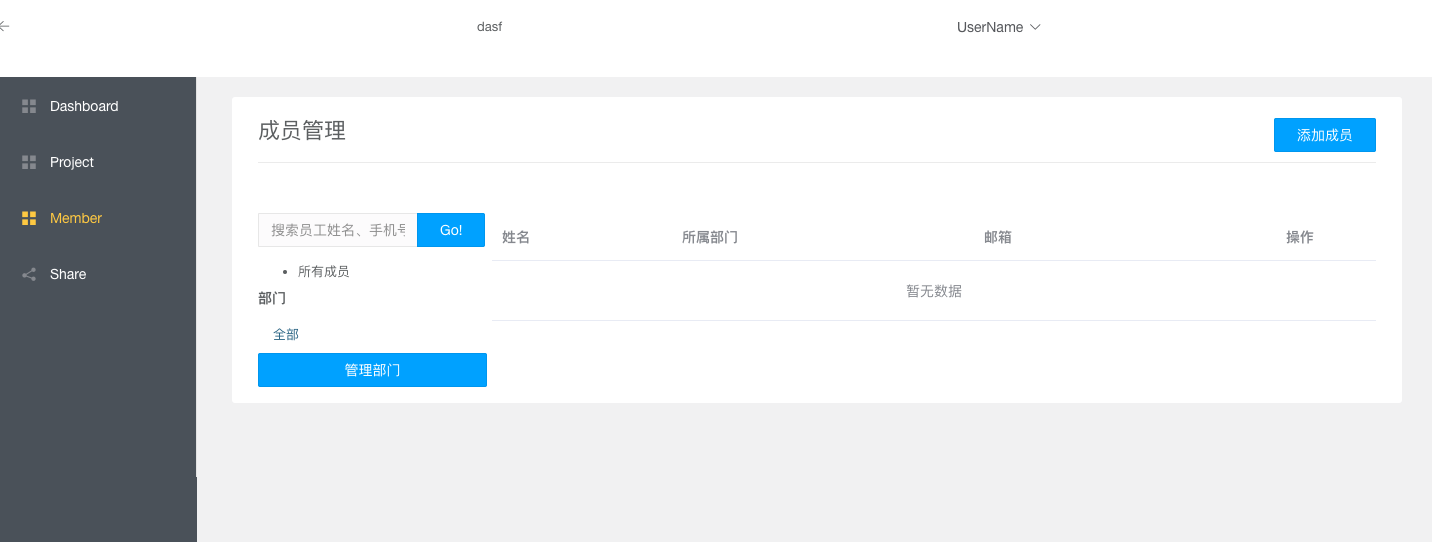 dasf
UserName
Dashboard
Project
Member
Share
成员管理
添加成员
搜索员工姓名、手机号
Go!
所有成员
部门
全部
管理部门
姓名 所属部门 邮箱 操作
暂无数据